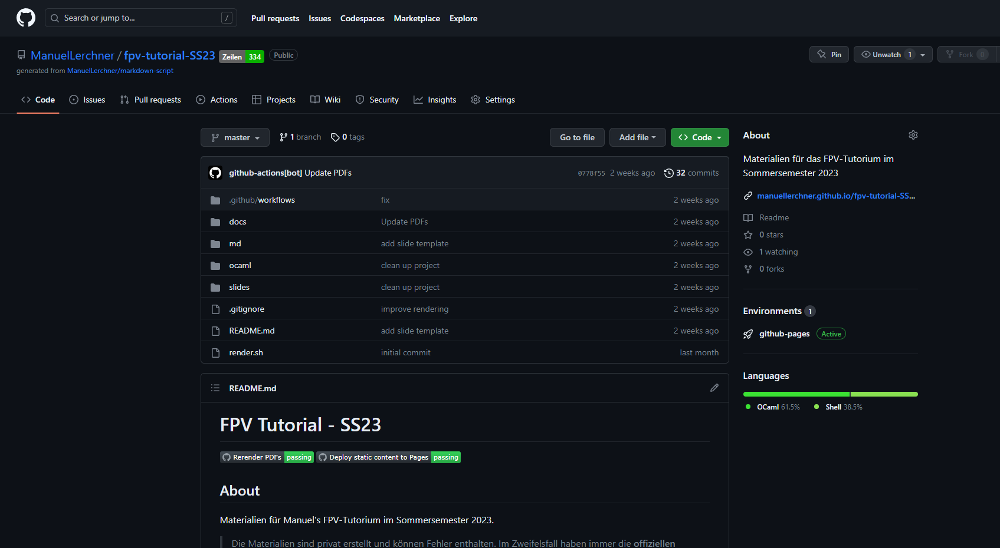 Search or jump to... /
Pull requests Issues Codespaces Marketplace Explore
ManuelLerchner / fpv-tutorial-SS23 Zeilen 334 Public
Pin Unwatch 1 Fork 0
generated from ManuelLerchner/markdown-script
Code Issues Pull requests Actions Projects Wiki Security Insights Settings
master 1 branch 0 tags Go to file Add file Code
github-actions[bot] Update PDFs 0778f55 2 weeks ago 32 commits
.github/workflows fix 2 weeks ago
docs Update PDFs 2 weeks ago
md add slide template 2 weeks ago
ocaml clean up project 2 weeks ago
slides clean up project 2 weeks ago
.gitignore improve rendering 2 weeks ago
README.md add slide template 2 weeks ago
render.sh initial commit last month
README.md
FPV Tutorial - SS23
Rerender PDFs passing Deploy static content to Pages passing
About
Materialien für Manuel's FPV-Tutorium im Sommersemester 2023.
Die Materialien sind privat erstellt und können Fehler enthalten. Im Zweifelsfall haben immer die offiziellen
About
Materialien für das FPV-Tutorium im
Sommersemester 2023
manuellerchner.github.io/fpv-tutorial-SS...
Readme
0 stars
1 watching
0 forks
Environments 1
github-pages Active
Languages
OCaml 61.5% Shell 38.5%